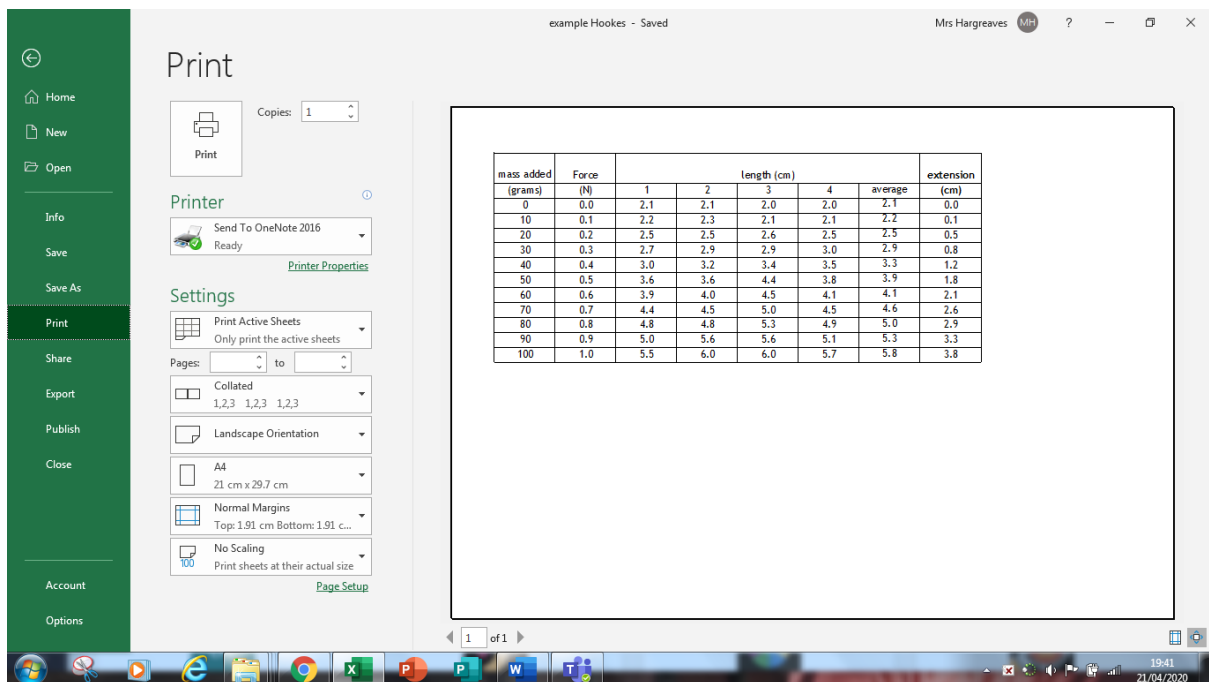 example Hookes - Saved
Mrs Hargreaves MH ?
Print
Home
New
Open
Info
Save
Save As
Print
Share
Export
Publish
Close
Account
Options
Print
Copies: 1
Printer
Send To OneNote 2016
Ready
Printer Properties
Settings
Print Active Sheets
Only print the active sheets
Pages: to
Collated
1,2,3 1,2,3 1,2,3
Landscape Orientation
A4
21 cm x 29.7 cm
Normal Margins
Top: 1.91 cm Bottom: 1.91 c...
No Scaling
100 Print sheets at their actual size
Page Setup
mass added Force length (cm) extension
(grams) (N) 1 2 3 4 average (cm)
0 0.0 2.1 2.1 2.0 2.0 2.1 0.0
10 0.1 2.2 2.3 2.1 2.1 2.2 0.1
20 0.2 2.5 2.5 2.6 2.5 2.5 0.5
30 0.3 2.7 2.9 2.9 3.0 2.9 0.8
40 0.4 3.0 3.2 3.4 3.5 3.3 1.2
50 0.5 3.6 3.6 4.4 3.8 3.9 1.8
60 0.6 3.9 4.0 4.5 4.1 4.1 2.1
70 0.7 4.4 4.5 5.0 4.5 4.6 2.6
80 0.8 4.8 4.8 5.3 4.9 5.0 2.9
90 0.9 5.0 5.6 5.6 5.1 5.3 3.3
100 1.0 5.5 6.0 6.0 5.7 5.8 3.8
1 of 1
19:41
21/04/2020